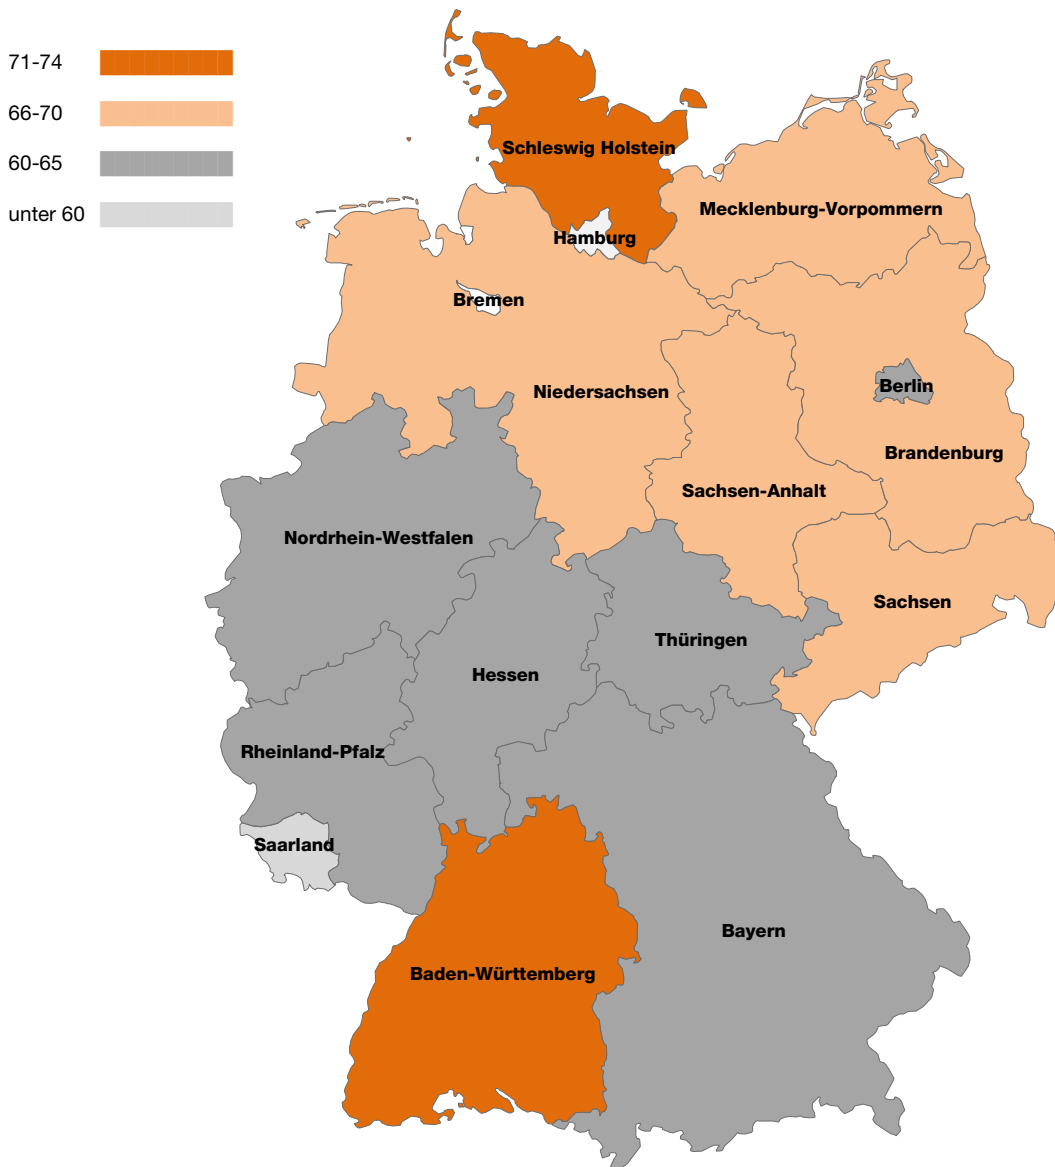 71-74
66-70
60-65
unter 60
Schleswig Holstein
Mecklenburg-Vorpommern
Hamburg
Bremen
Berlin
Niedersachsen
Brandenburg
Sachsen-Anhalt
Nordrhein-Westfalen
Sachsen
Thüringen
Hessen
Rheinland-Pfalz
Saarland
Bayern
Baden-Württemberg